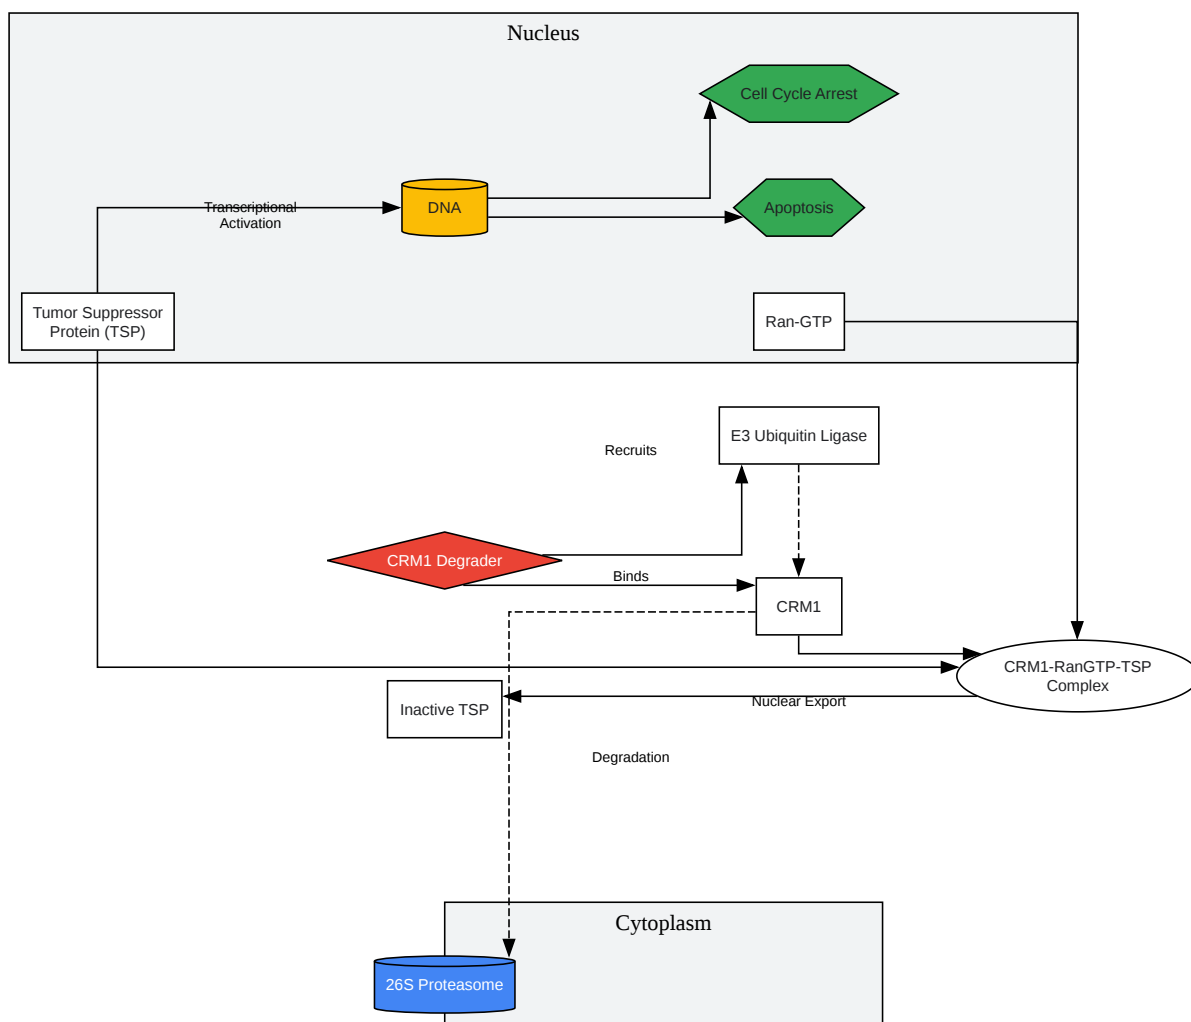 Nucleus
Cell Cycle Arrest
Transcriptional
Activation
DNA
Apoptosis
Tumor Suppressor
Protein (TSP)
Ran-GTP
E3 Ubiquitin Ligase
Recruits
CRM1 Degrader
Binds
CRM1
CRM1-RanGTP-TSP
Complex
Inactive TSP
Nuclear Export
Degradation
Cytoplasm
26S Proteasome